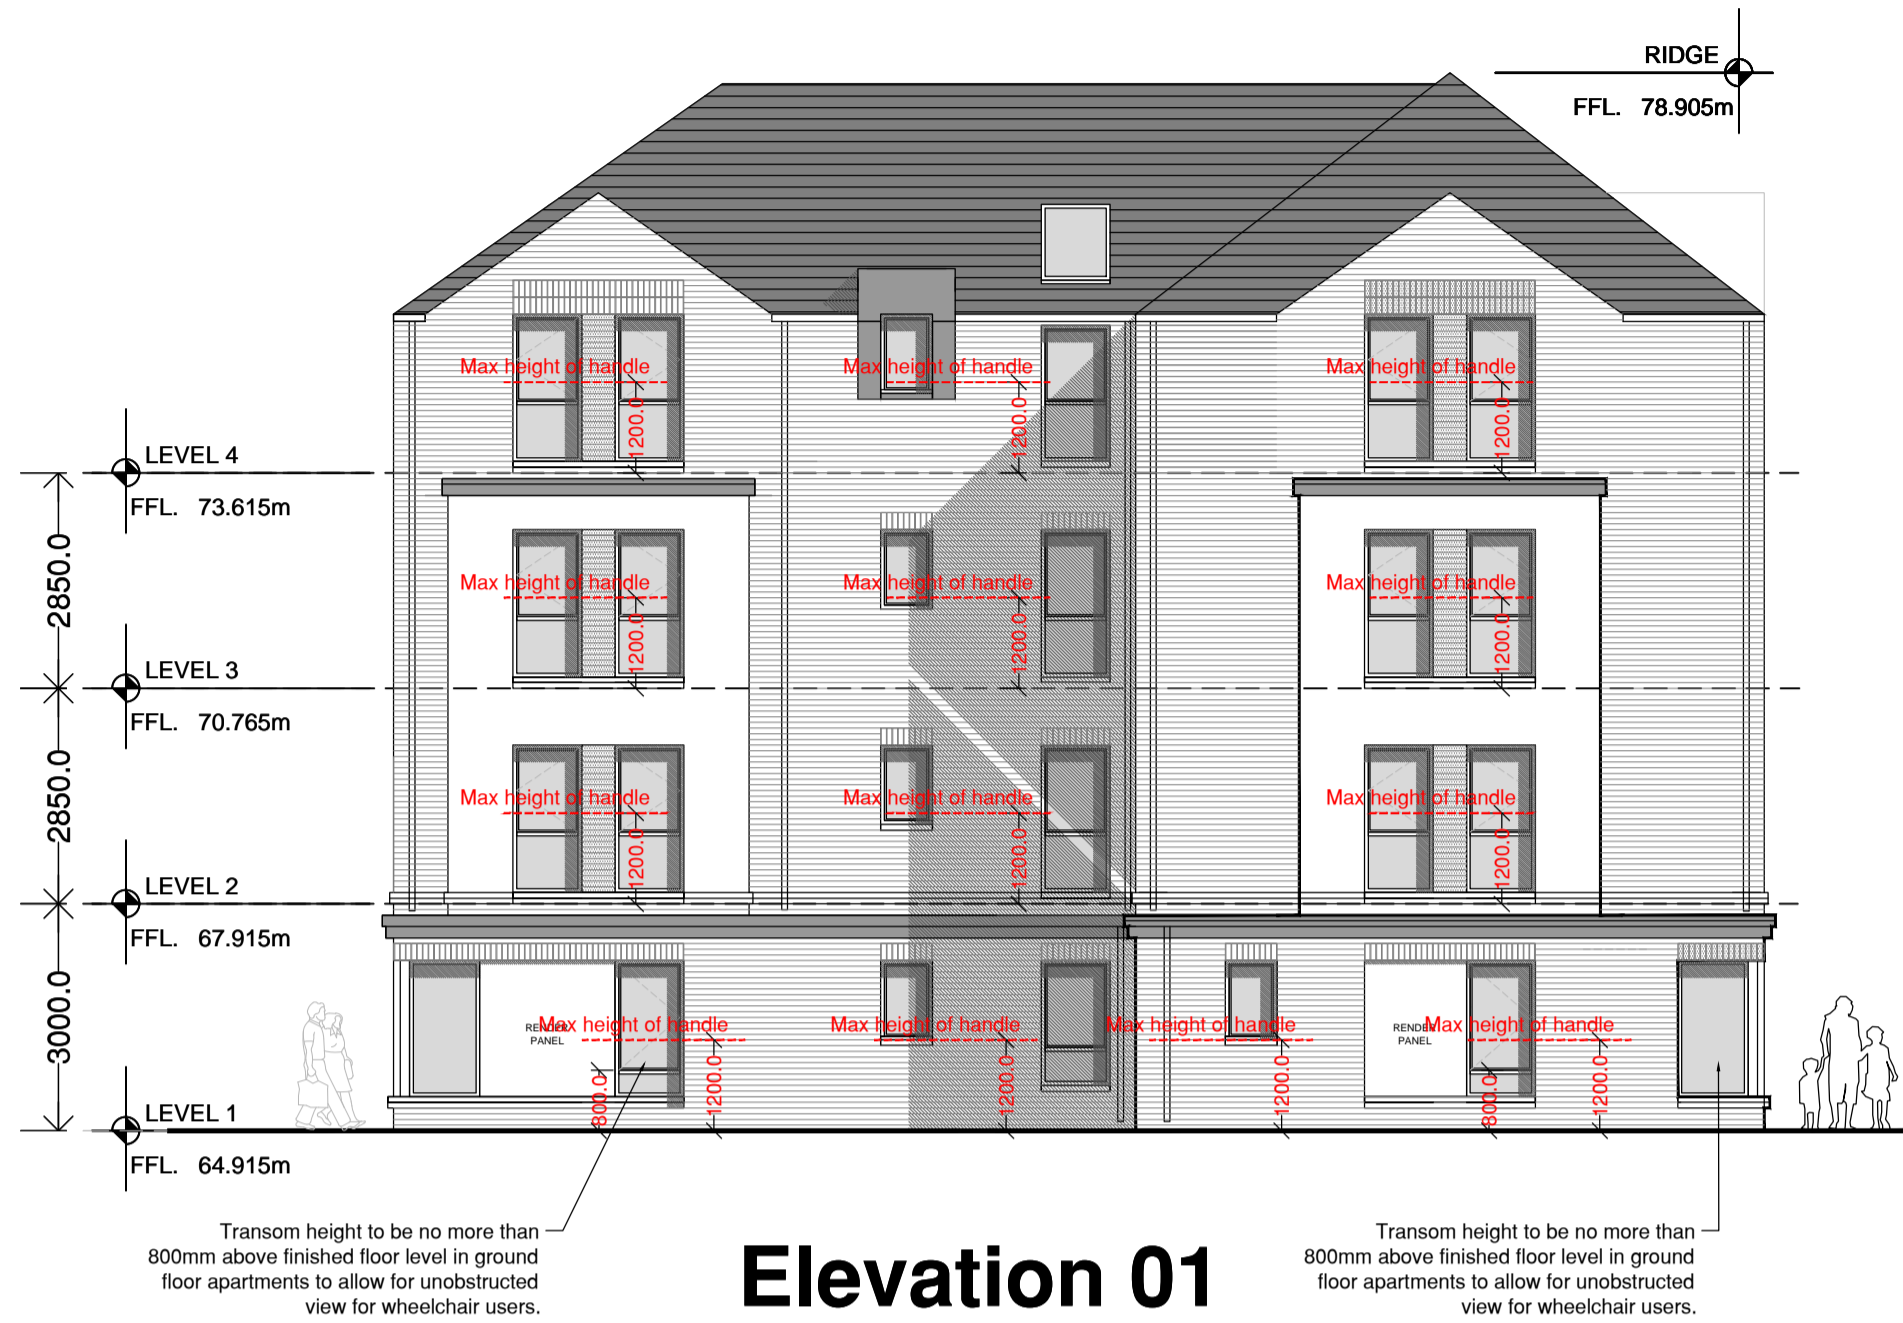 RIDGE
FFL. 78.905m
Max height of handle
Max height of handle
Max height of handle
1200.0
1200.0
1200.0
LEVEL 4
FFL. 73.615m
2850.0
Max height of handle
Max height of handle
Max height of handle
1200.0
1200.0
1200.0
LEVEL 3
FFL. 70.765m
2850.0
Max height of handle
Max height of handle
Max height of handle
1200.0
1200.0
1200.0
LEVEL 2
FFL. 67.915m
3000.0
RENDER
PANEL
Max height of handle
Max height of handle
Max height of handle
RENDER
PANEL
Max height of handle
800.0
1200.0
1200.0
1200.0
800.0
1200.0
LEVEL 1
FFL. 64.915m
Transom height to be no more than
800mm above finished floor level in ground
floor apartments to allow for unobstructed
view for wheelchair users.
Elevation 01
Transom height to be no more than
800mm above finished floor level in ground
floor apartments to allow for unobstructed
view for wheelchair users.